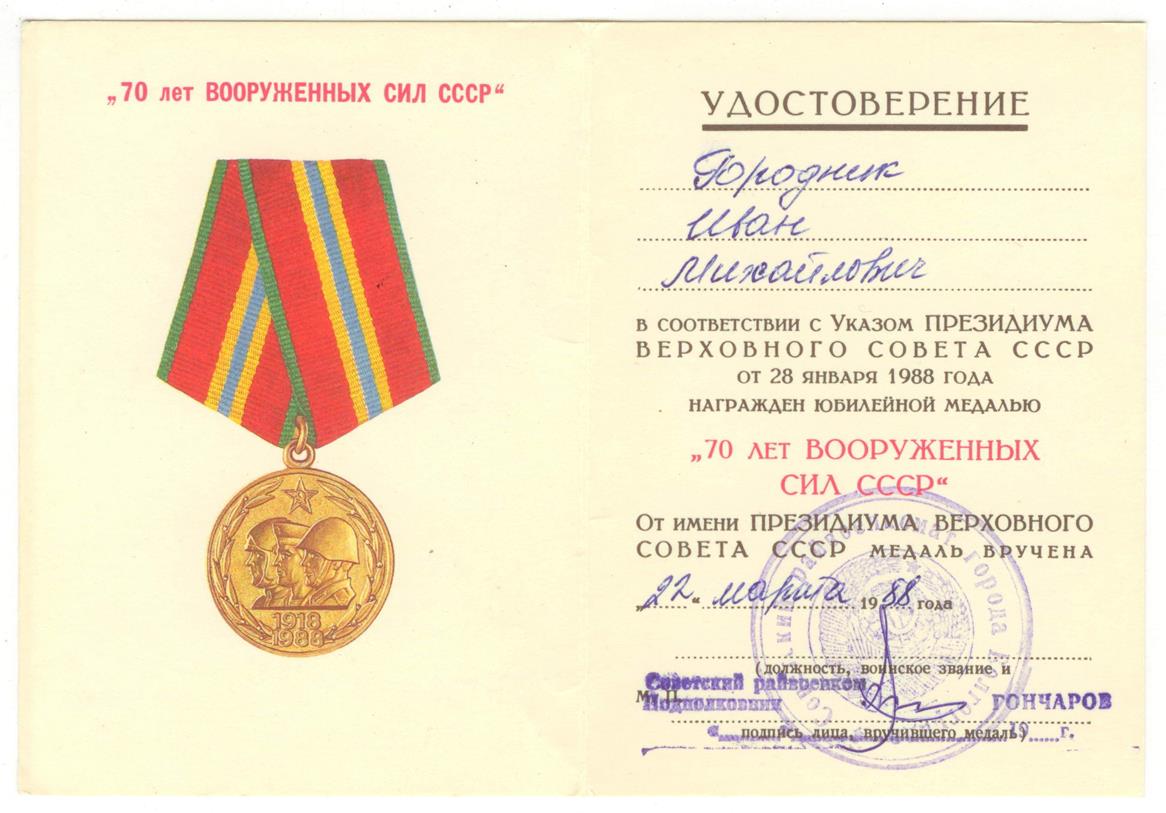 „70 лет ВООРУЖЕННЫХ СИЛ СССР“
1918
1988
УДОСТОВЕРЕНИЕ
Городник
Иван
Михайлович
в соответствии с Указом ПРЕЗИДИУМА
ВЕРХОВНОГО СОВЕТА СССР
от 28 января 1988 года
награжден юбилейной медалью
„70 лет ВООРУЖЕННЫХ
СИЛ СССР“
От имени ПРЕЗИДИУМА ВЕРХОВНОГО
СОВЕТА СССР медаль вручена
„22“ марта 1988 года
(должность, воинское звание и
Советский райвоенком
М. П.
Подполковник ГОНЧАРОВ
подпись лица, вручившего медаль)
19 г.
города